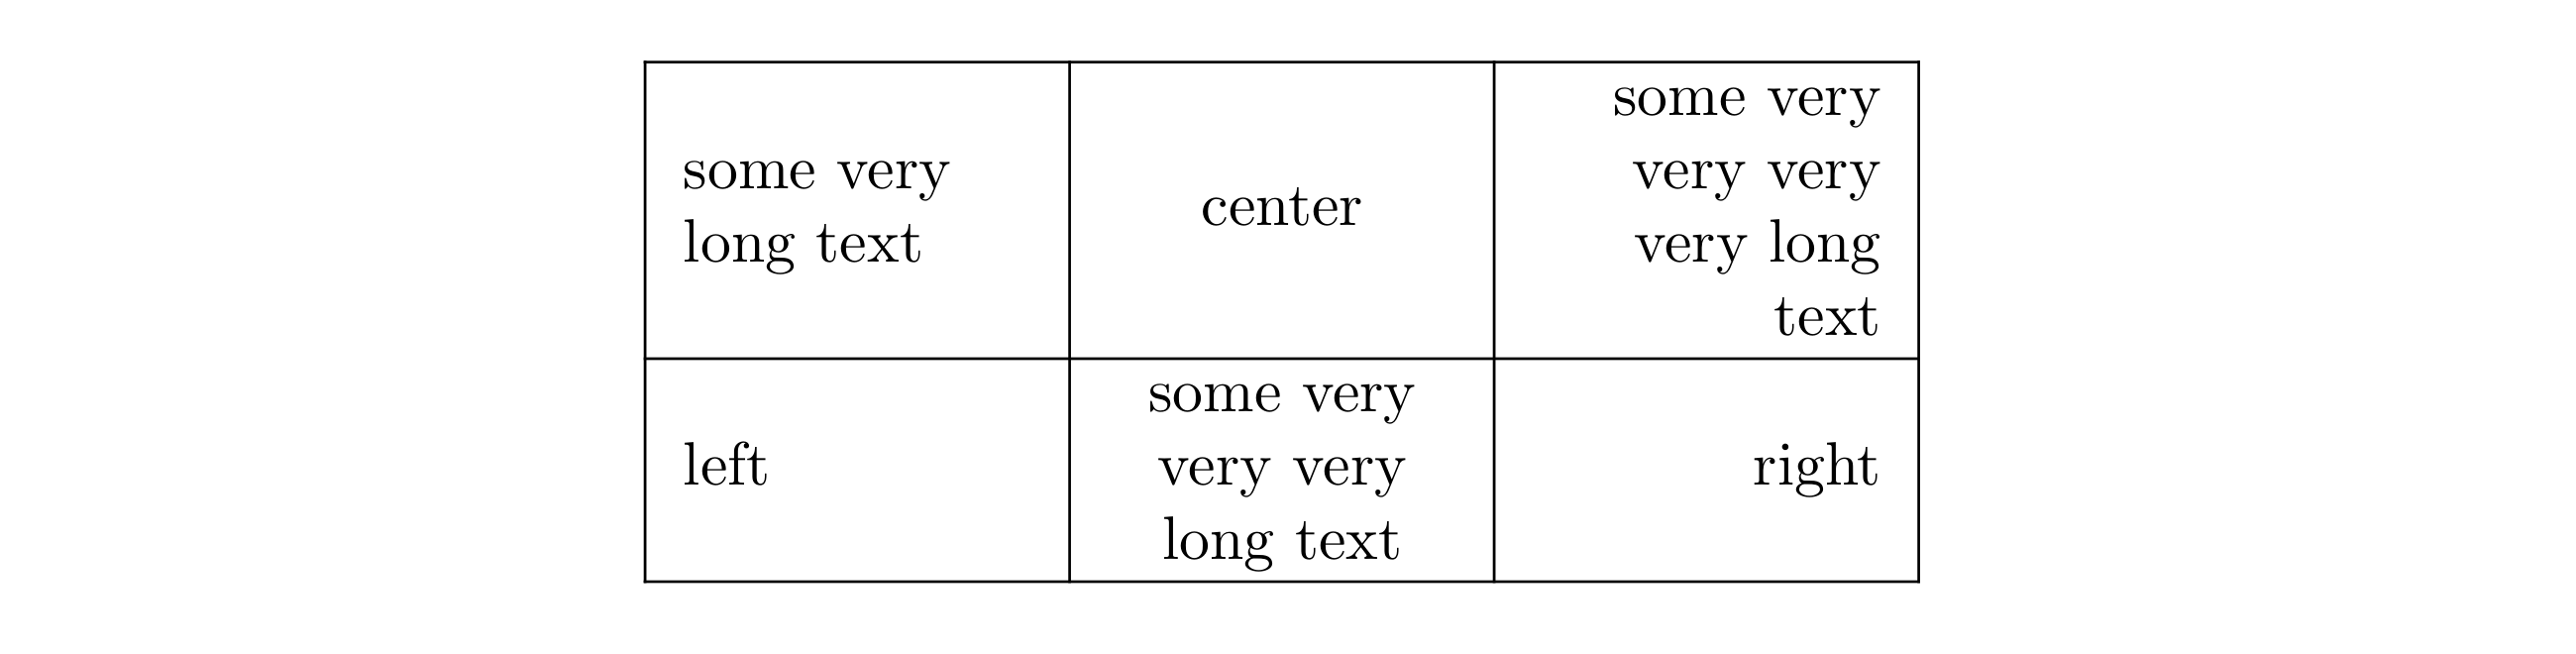 some very
long text
center
some very
very very
very long
text
left
some very
very very
long text
right